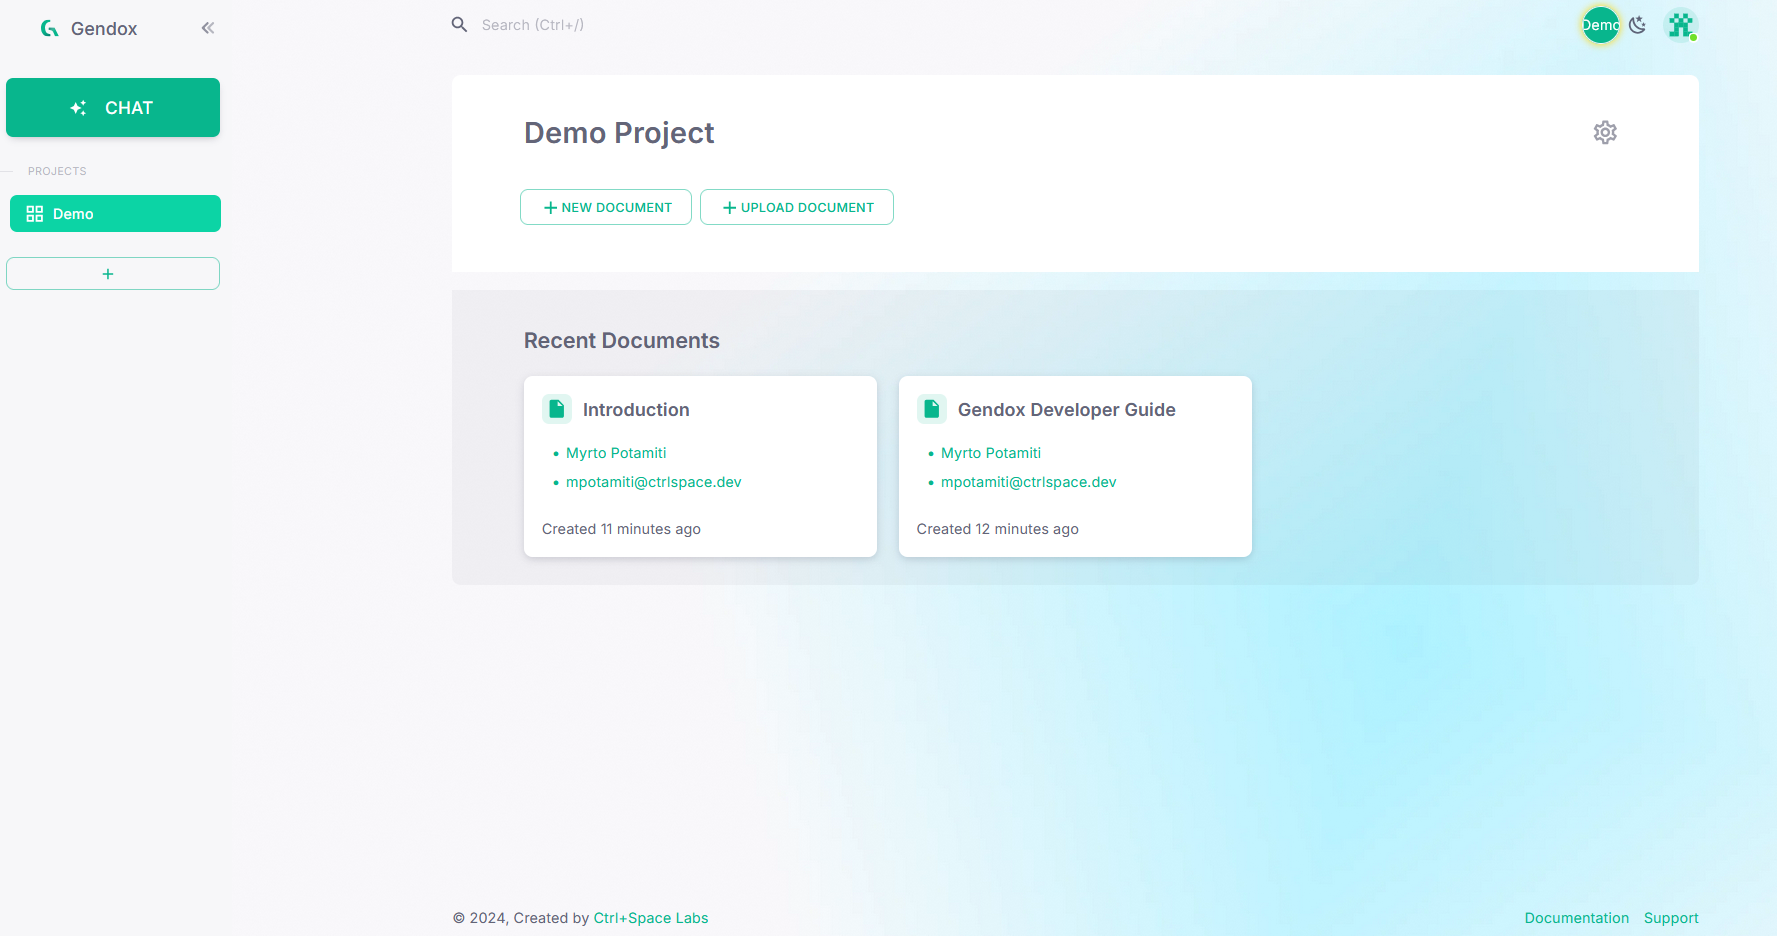 Gendox
Search (Ctrl+/)
Demo
CHAT
PROJECTS
Demo
+
Demo Project
+ NEW DOCUMENT
+ UPLOAD DOCUMENT
Recent Documents
Introduction
• Myrto Potamiti
• mpotamiti@ctrlspace.dev
Created 11 minutes ago
Gendox Developer Guide
• Myrto Potamiti
• mpotamiti@ctrlspace.dev
Created 12 minutes ago
© 2024, Created by Ctrl+Space Labs
Documentation Support